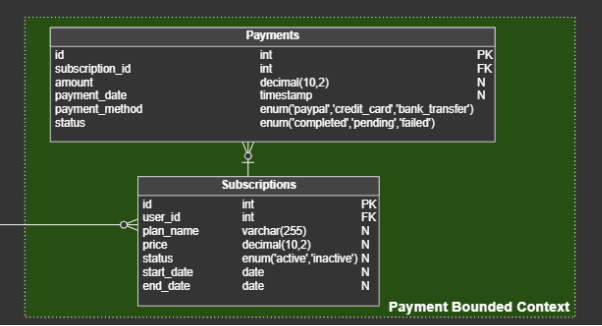 Payments
id int PK
subscription_id int FK
amount decimal(10,2) N
payment_date timestamp N
payment_method enum('paypal','credit_card','bank_transfer')
status enum('completed','pending','failed')
Subscriptions
id int PK
user_id int FK
plan_name varchar(255) N
price decimal(10,2) N
status enum('active','inactive') N
start_date date N
end_date date N
Payment Bounded Context